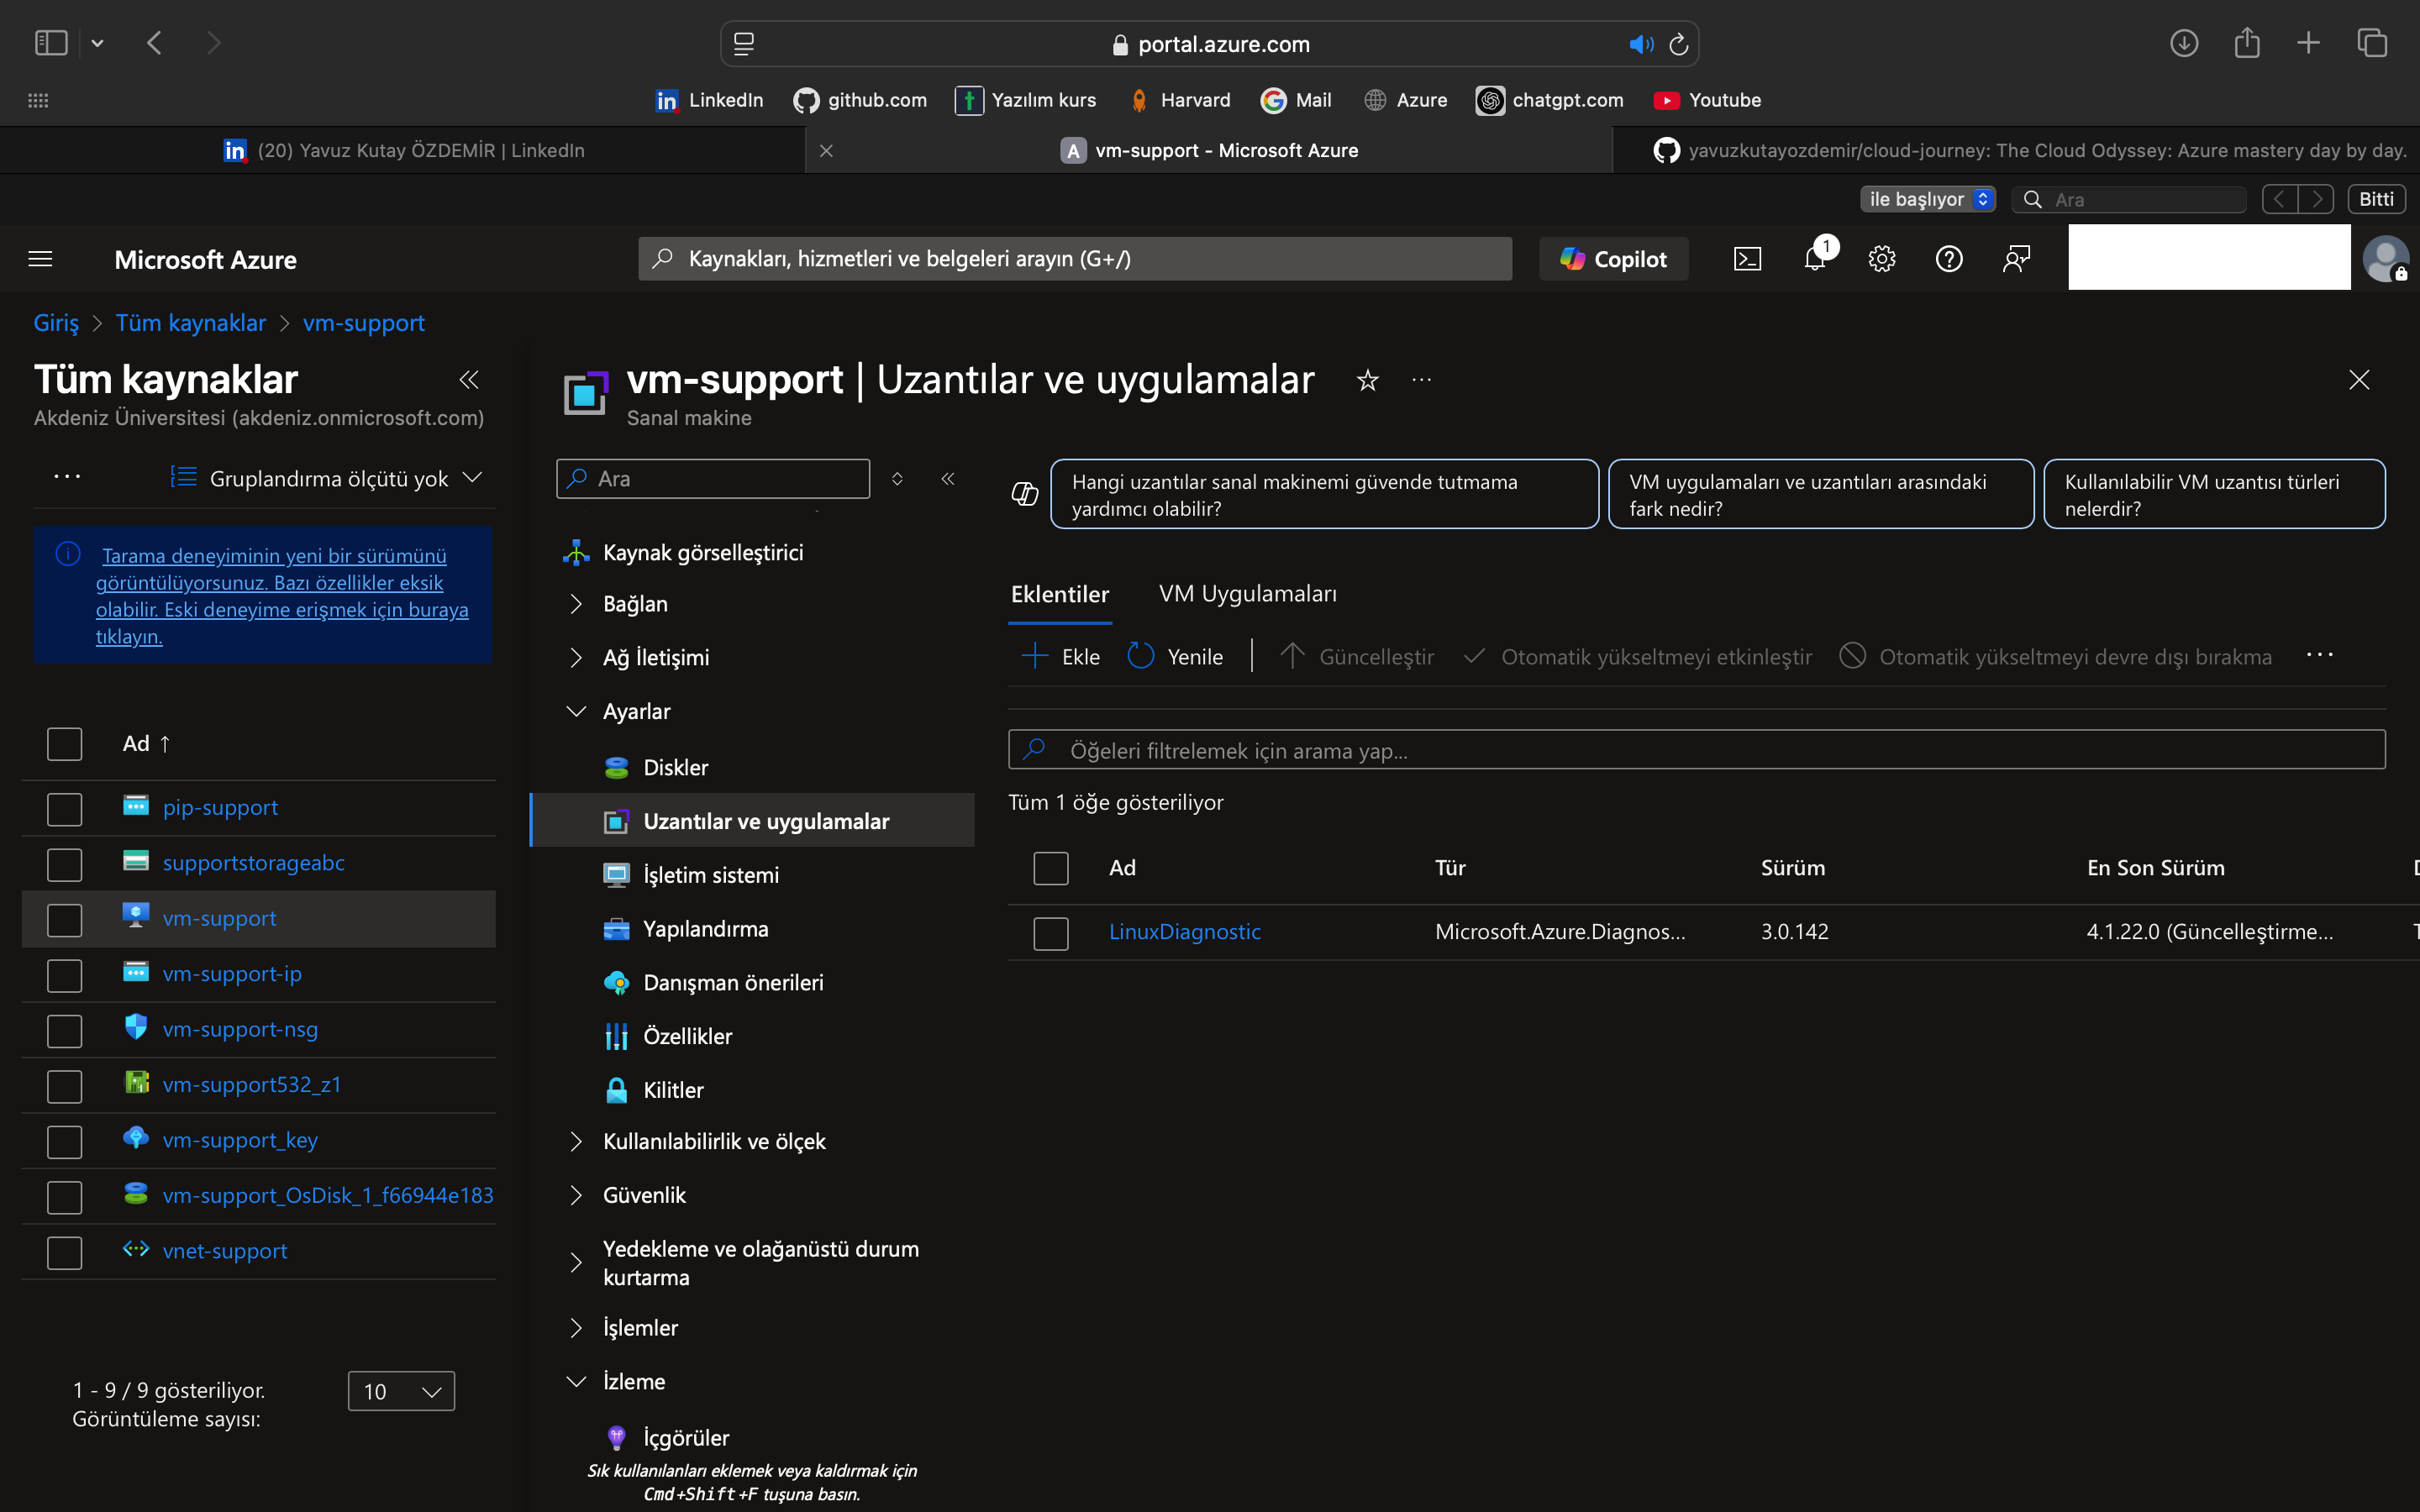 portal.azure.com
LinkedIn
github.com
Yazılım kurs
Harvard
Mail
Azure
chatgpt.com
Youtube
(20) Yavuz Kutay ÖZDEMİR | LinkedIn
vm-support - Microsoft Azure
yavuzkutayozdemir/cloud-journey: The Cloud Odyssey: Azure mastery day by day.
ile başlıyor
Ara
Bitti
Microsoft Azure
Kaynakları, hizmetleri ve belgeleri arayın (G+/)
Copilot
1
Giriş > Tüm kaynaklar > vm-support
Tüm kaynaklar
Akdeniz Üniversitesi (akdeniz.onmicrosoft.com)
Gruplandırma ölçütü yok
Tarama deneyiminin yeni bir sürümünü
görüntülüyorsunuz. Bazı özellikler eksik
olabilir. Eski deneyime erişmek için buraya
tıklayın.
Ad ↑
pip-support
supportstorageabc
vm-support
vm-support-ip
vm-support-nsg
vm-support532_z1
vm-support_key
vm-support_OsDisk_1_f66944e183
vnet-support
1 - 9 / 9 gösteriliyor.
Görüntüleme sayısı:
10
vm-support | Uzantılar ve uygulamalar
Sanal makine
Ara
Kaynak görselleştirici
Bağlan
Ağ İletişimi
Ayarlar
Diskler
Uzantılar ve uygulamalar
İşletim sistemi
Yapılandırma
Danışman önerileri
Özellikler
Kilitler
Kullanılabilirlik ve ölçek
Güvenlik
Yedekleme ve olağanüstü durum
kurtarma
İşlemler
İzleme
İçgörüler
Sık kullanılanları eklemek veya kaldırmak için
Cmd+Shift+F tuşuna basın.
Hangi uzantılar sanal makinemi güvende tutmama
yardımcı olabilir?
VM uygulamaları ve uzantıları arasındaki
fark nedir?
Kullanılabilir VM uzantısı türleri
nelerdir?
Eklentiler
VM Uygulamaları
Ekle
Yenile
Güncelleştir
Otomatik yükseltmeyi etkinleştir
Otomatik yükseltmeyi devre dışı bırakma
Öğeleri filtrelemek için arama yap...
Tüm 1 öğe gösteriliyor
Ad
Tür
Sürüm
En Son Sürüm
LinuxDiagnostic
Microsoft.Azure.Diagnos...
3.0.142
4.1.22.0 (Güncelleştirme...